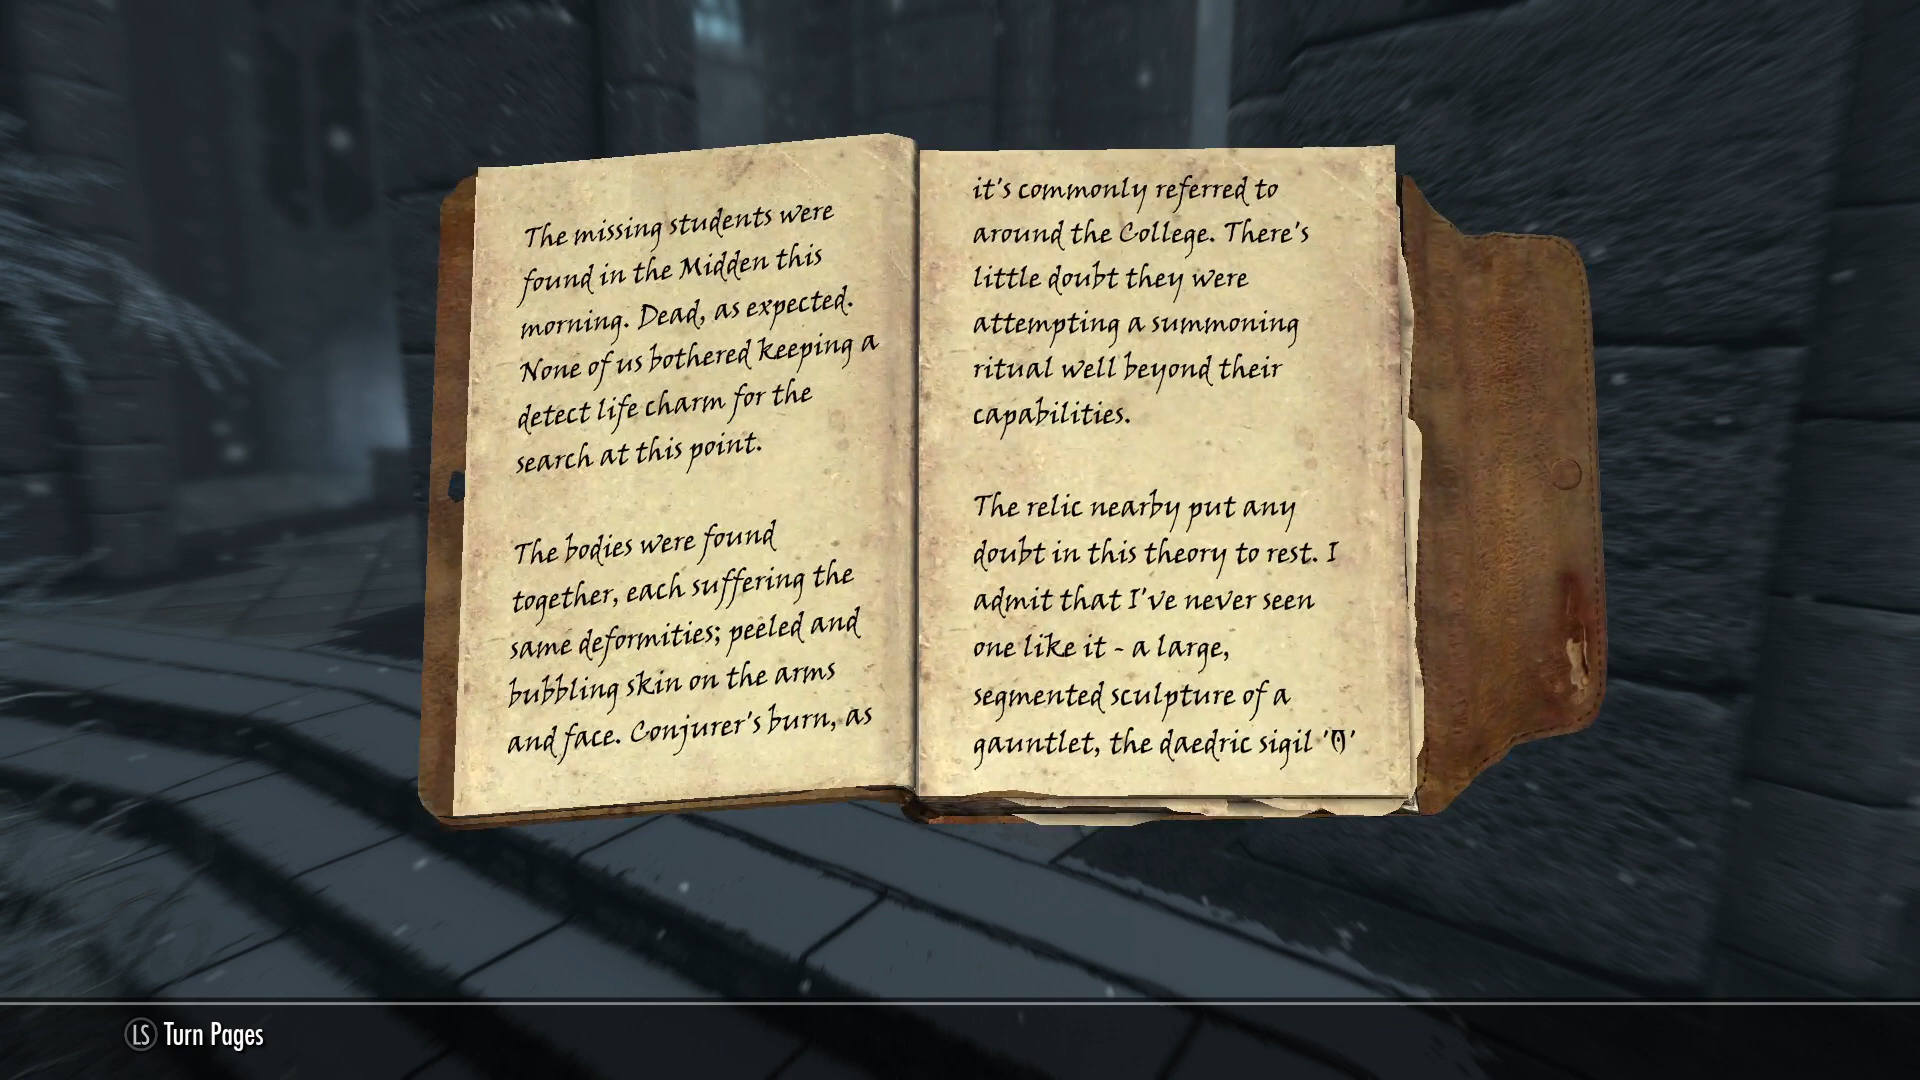 The missing students were
found in the Midden this
morning. Dead, as expected.
None of us bothered keeping a
detect life charm for the
search at this point.
The bodies were found
together, each suffering the
same deformities; peeled and
bubbling skin on the arms
and face. Conjurer's burn, as
it's commonly referred to
around the College. There's
little doubt they were
attempting a summoning
ritual well beyond their
capabilities.
The relic nearby put any
doubt in this theory to rest. I
admit that I've never seen
one like it - a large,
segmented sculpture of a
gauntlet, the daedric sigil ' '
LS Turn Pages